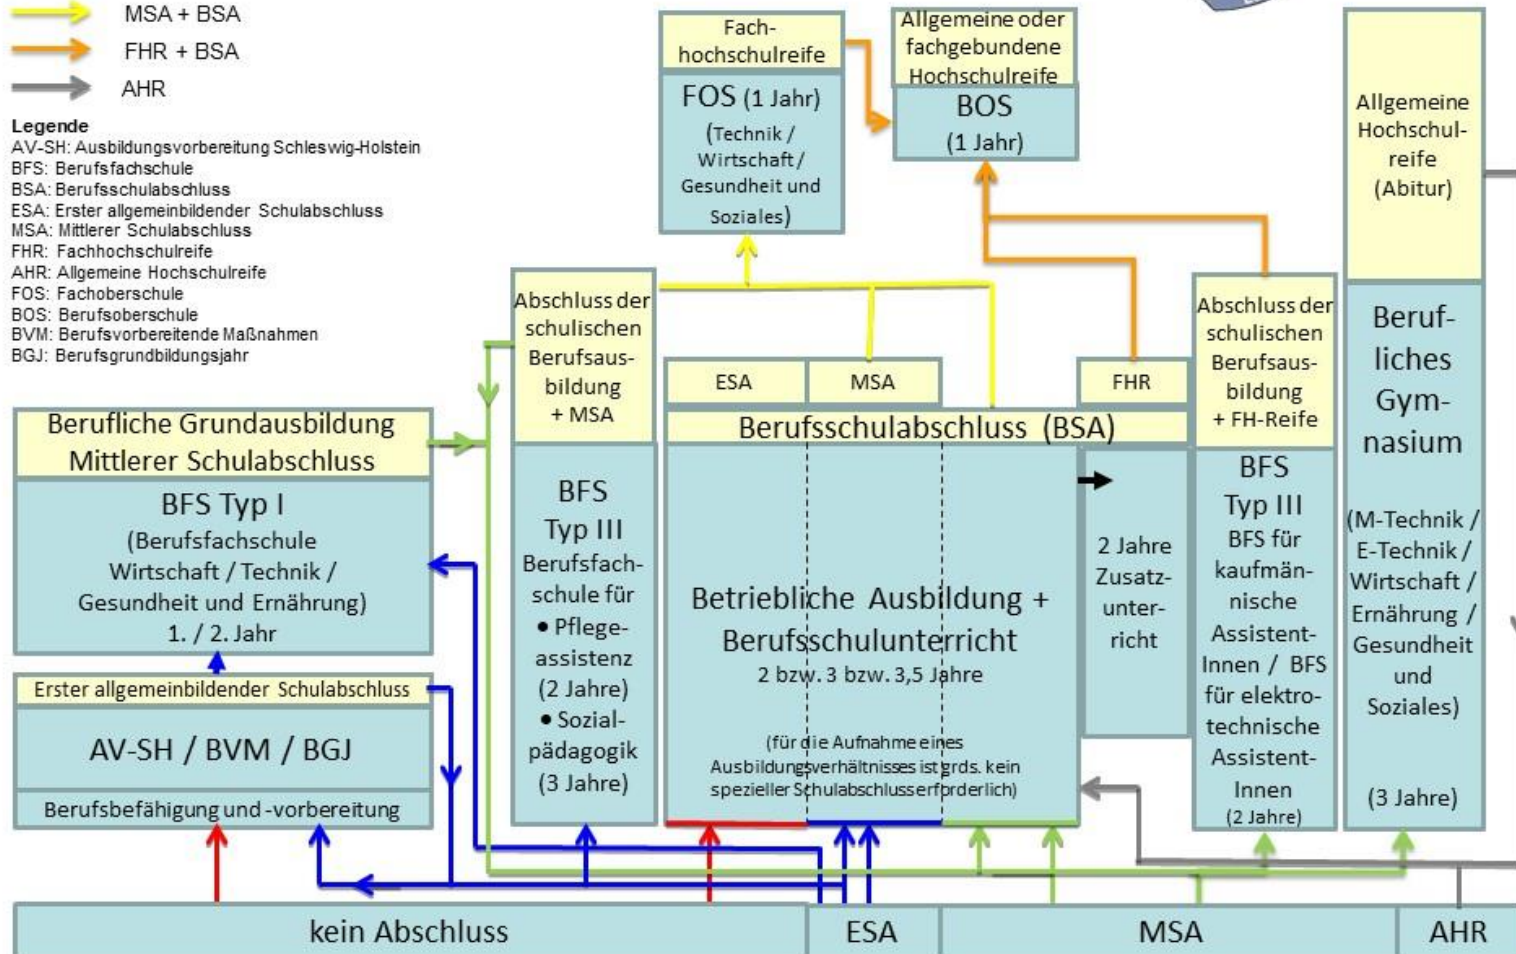 MSA + BSA
FHR + BSA
AHR
Legende
AV-SH: Ausbildungsvorbereitung Schleswig-Holstein
BFS: Berufsfachschule
BSA: Berufsschulabschluss
ESA: Erster allgemeinbildender Schulabschluss
MSA: Mittlerer Schulabschluss
FHR: Fachhochschulreife
AHR: Allgemeine Hochschulreife
FOS: Fachoberschule
BOS: Berufsoberschule
BVM: Berufsvorbereitende Maßnahmen
BGJ: Berufsgrundbildungsjahr
Fach-
hochschulreife
FOS (1 Jahr)
(Technik /
Wirtschaft /
Gesundheit und
Soziales)
Allgemeine oder
fachgebundene
Hochschulreife
BOS
(1 Jahr)
Allgemeine
Hochschul-
reife
(Abitur)
Beruf-
liches
Gym-
nasium
(M-Technik /
E-Technik /
Wirtschaft /
Ernährung /
Gesundheit
und
Soziales)
(3 Jahre)
Berufliche Grundausbildung
Mittlerer Schulabschluss
BFS Typ I
(Berufsfachschule
Wirtschaft / Technik /
Gesundheit und Ernährung)
1. / 2. Jahr
Erster allgemeinbildender Schulabschluss
AV-SH / BVM / BGJ
Berufsbefähigung und -vorbereitung
Abschluss der
schulischen
Berufsaus-
bildung
+ MSA
BFS
Typ III
Berufsfach-
schule für
• Pflege-
assistenz
(2 Jahre)
• Sozial-
pädagogik
(3 Jahre)
ESA
MSA
FHR
Berufsschulabschluss (BSA)
Betriebliche Ausbildung +
Berufsschulunterricht
2 bzw. 3 bzw. 3,5 Jahre
(für die Aufnahme eines
Ausbildungsverhältnisses ist grds. kein
spezieller Schulabschluss erforderlich)
2 Jahre
Zusatz-
unter-
richt
Abschluss der
schulischen
Berufsaus-
bildung
+ FH-Reife
BFS
Typ III
BFS für
kaufmän-
nische
Assistent-
Innen / BFS
für elektro-
technische
Assistent-
Innen
(2 Jahre)
kein Abschluss
ESA
MSA
AHR